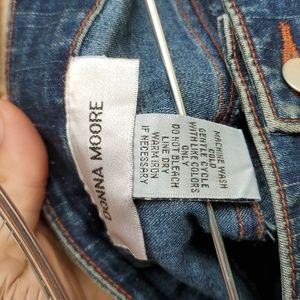 DONNA MOORE
MACHINE WASH
COLD
GENTLE CYCLE
WITH LIKE COLORS
ONLY
DO NOT BLEACH
LINE DRY
WARM IRON
IF NECESSARY